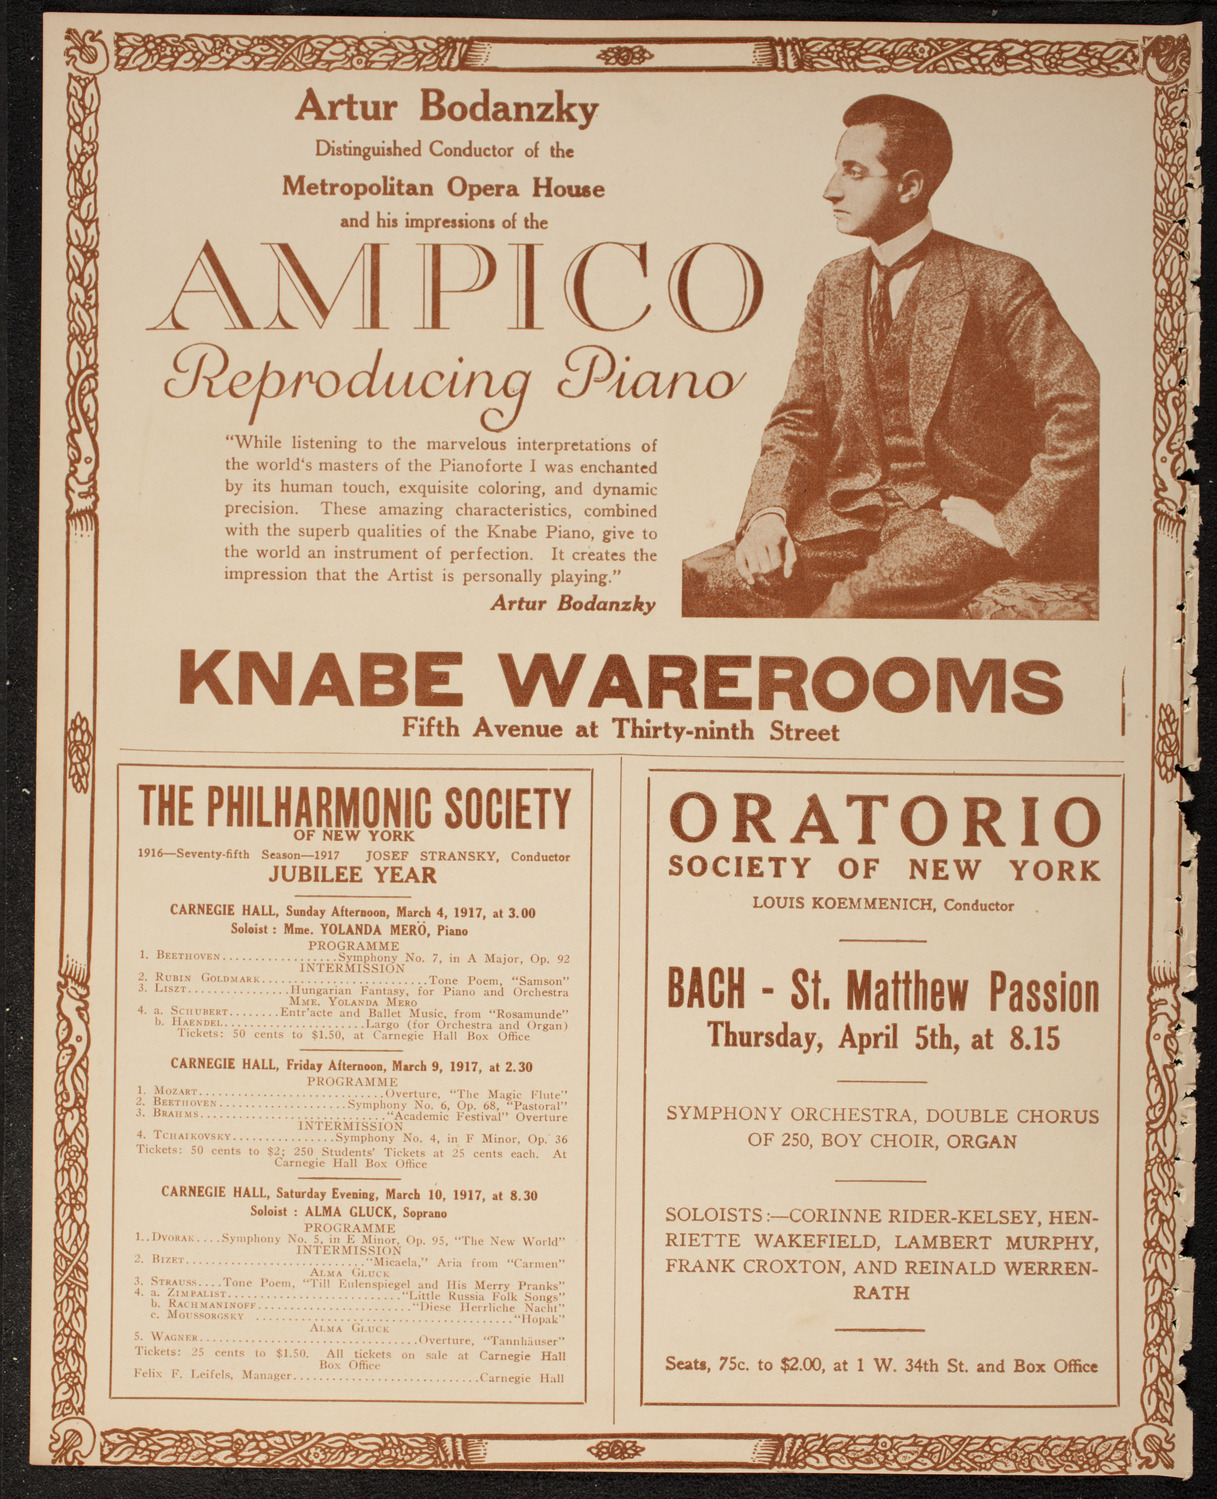 Artur Bodanzky
Distinguished Conductor of the
Metropolitan Opera House
and his impressions of the
AMPICO
Reproducing Piano
"While listening to the marvelous interpretations of
the world's masters of the Pianoforte I was enchanted
by its human touch, exquisite coloring, and dynamic
precision. These amazing characteristics, combined
with the superb qualities of the Knabe Piano, give to
the world an instrument of perfection. It creates the
impression that the Artist is personally playing."
Artur Bodanzky
KNABE WAREROOMS
Fifth Avenue at Thirty-ninth Street
THE PHILHARMONIC SOCIETY
OF NEW YORK
1916—Seventy-fifth Season—1917 JOSEF STRANSKY, Conductor
JUBILEE YEAR
CARNEGIE HALL, Sunday Afternoon, March 4, 1917, at 3.00
Soloist : Mme. YOLANDA MERÖ, Piano
PROGRAMME
1. BEETHOVEN..................Symphony No. 7, in A Major, Op. 92
INTERMISSION
2. RUBIN GOLDMARK..........................Tone Poem, "Samson"
3. LISZT................Hungarian Fantasy, for Piano and Orchestra
MME. YOLANDA MERO
4. a. SCHUBERT........Entr'acte and Ballet Music, from "Rosamunde"
b. HAENDEL......................Largo (for Orchestra and Organ)
Tickets: 50 cents to $1.50, at Carnegie Hall Box Office
CARNEGIE HALL, Friday Afternoon, March 9, 1917, at 2.30
PROGRAMME
1. MOZART.............................Overture, "The Magic Flute"
2. BEETHOVEN....................Symphony No. 6, Op. 68, "Pastoral"
3. BRAHMS.............................."Academic Festival" Overture
INTERMISSION
4. TCHAIKOVSKY................Symphony No. 4, in F Minor, Op. 36
Tickets: 50 cents to $2; 250 Students' Tickets at 25 cents each. At
Carnegie Hall Box Office
CARNEGIE HALL, Saturday Evening, March 10, 1917, at 8.30
Soloist : ALMA GLUCK, Soprano
PROGRAMME
1..DVORAK....Symphony No. 5, in E Minor, Op. 95, "The New World"
INTERMISSION
2. BIZET............................"Micaela," Aria from "Carmen"
ALMA GLUCK
3. STRAUSS....Tone Poem, "Till Eulenspiegel and His Merry Pranks"
4. a. ZIMBALIST..........................."Little Russia Folk Songs"
b. RACHMANINOFF........................"Diese Herrliche Nacht"
c. MOUSSORGSKY ........................................"Hopak"
ALMA GLUCK
5. WAGNER..................................Overture, "Tannhäuser"
Tickets: 25 cents to $1.50. All tickets on sale at Carnegie Hall
Box Office
Felix F. Leifels, Manager.............................Carnegie Hall
ORATORIO
SOCIETY OF NEW YORK
LOUIS KOEMMENICH, Conductor
BACH - St. Matthew Passion
Thursday, April 5th, at 8.15
SYMPHONY ORCHESTRA, DOUBLE CHORUS
OF 250, BOY CHOIR, ORGAN
SOLOISTS:—CORINNE RIDER-KELSEY, HEN-
RIETTE WAKEFIELD, LAMBERT MURPHY,
FRANK CROXTON, AND REINALD WERREN-
RATH
Seats, 75c. to $2.00, at 1 W. 34th St. and Box Office